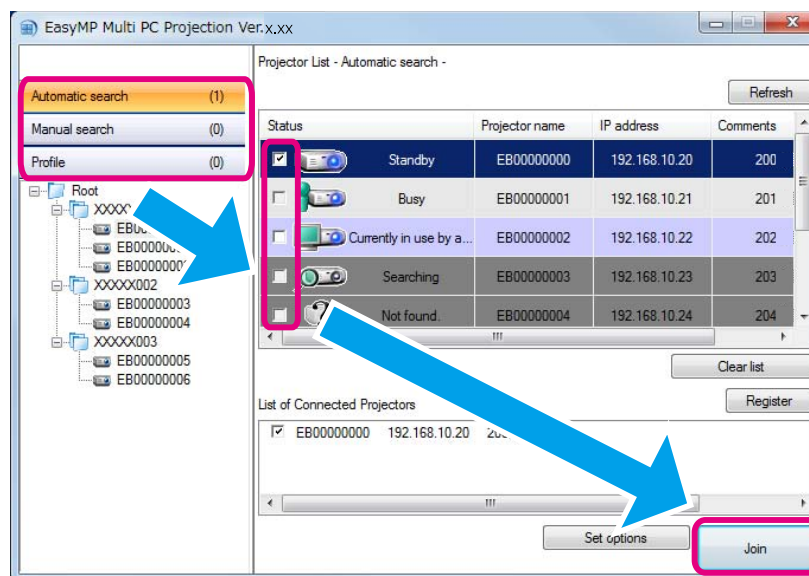 EasyMP Multi PC Projection Ver.x.xx
Projector List - Automatic search -
Automatic search (1)
Manual search (0)
Profile (0)
Refresh
Status Projector name IP address Comments
Standby EB00000000 192.168.10.20 200
Busy EB00000001 192.168.10.21 201
Currently in use by a... EB00000002 192.168.10.22 202
Searching EB00000003 192.168.10.23 203
Not found. EB00000004 192.168.10.24 204
Root
XXXXX002
EB00000003
EB00000004
XXXXX003
EB00000005
EB00000006
Clear list
Register
List of Connected Projectors
EB00000000 192.168.10.20
Set options
Join